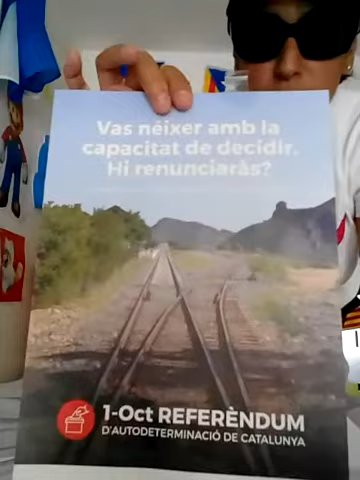 Vas néixer amb la
capacitat de decidir.
Hi renunciaràs?
1-Oct REFERÈNDUM
D'AUTODETERMINACIÓ DE CATALUNYA